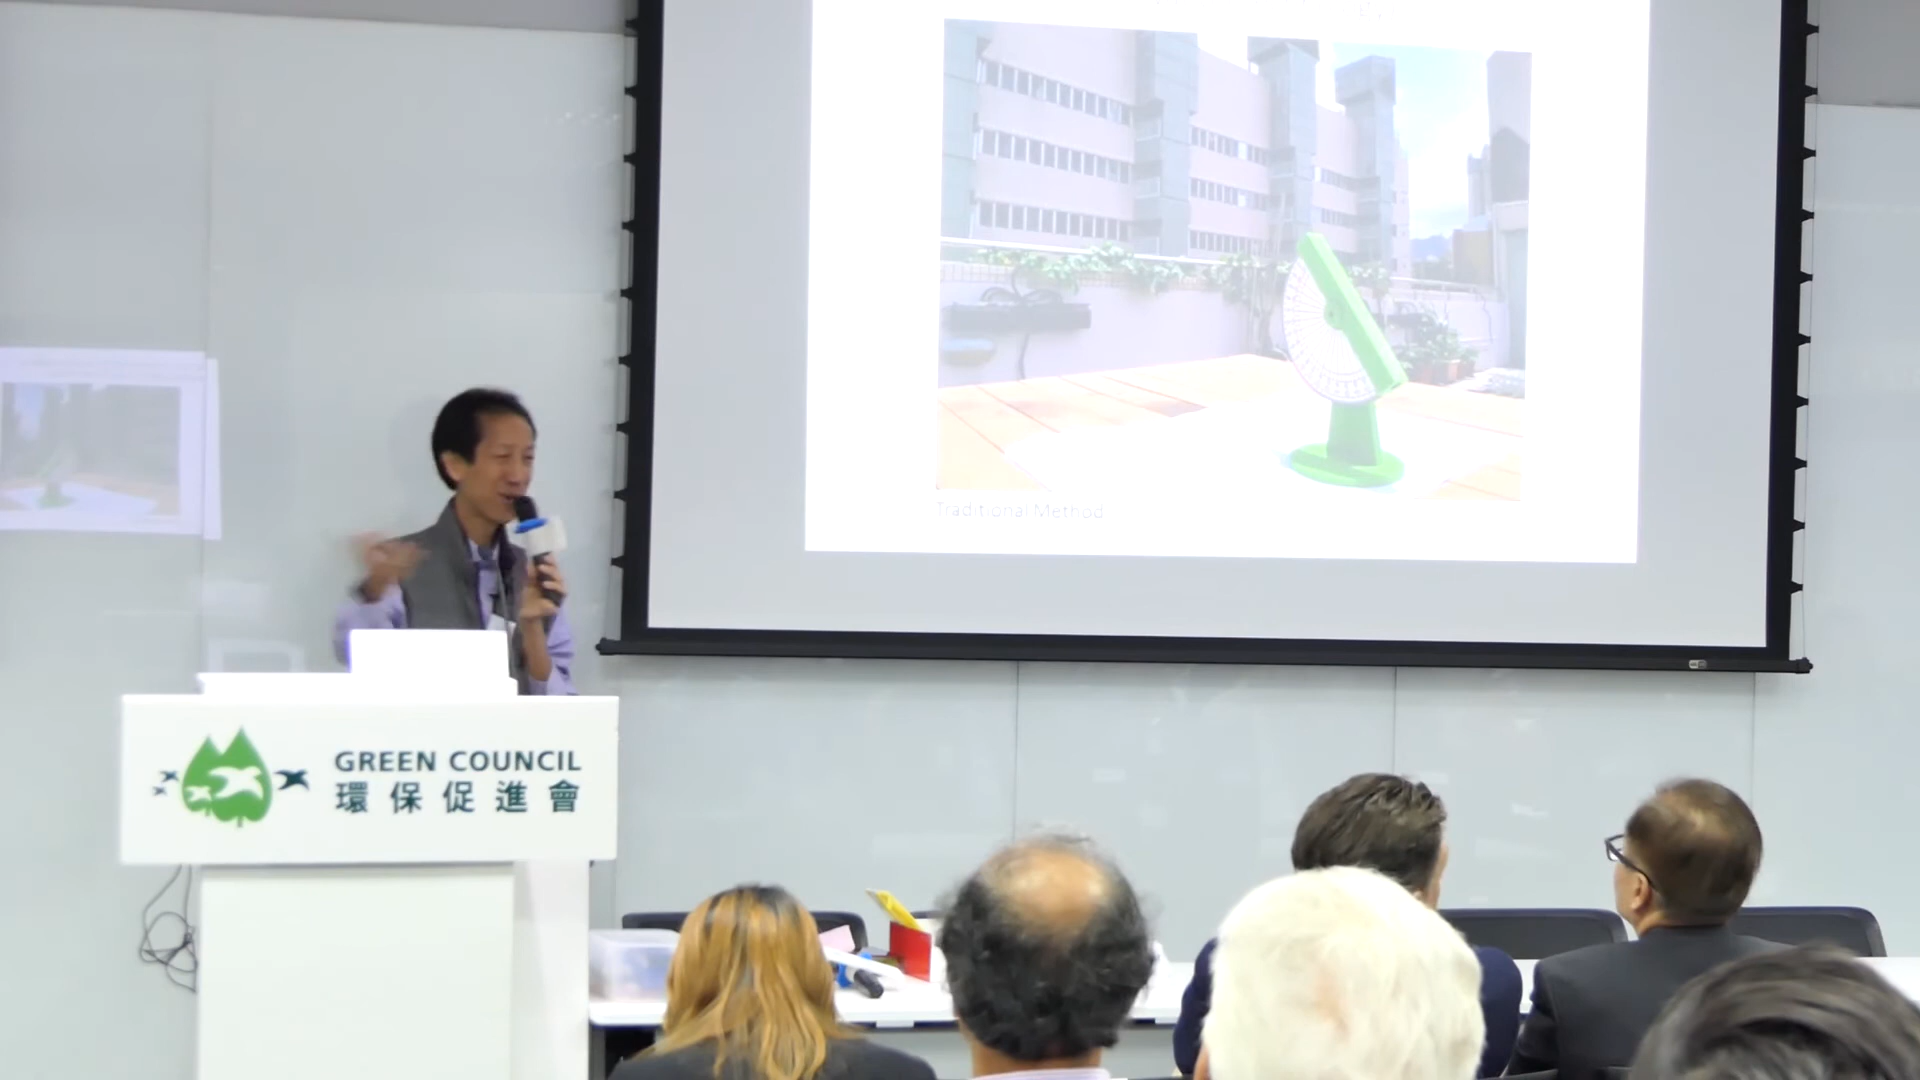 Traditional Method
GREEN COUNCIL
環保促進會